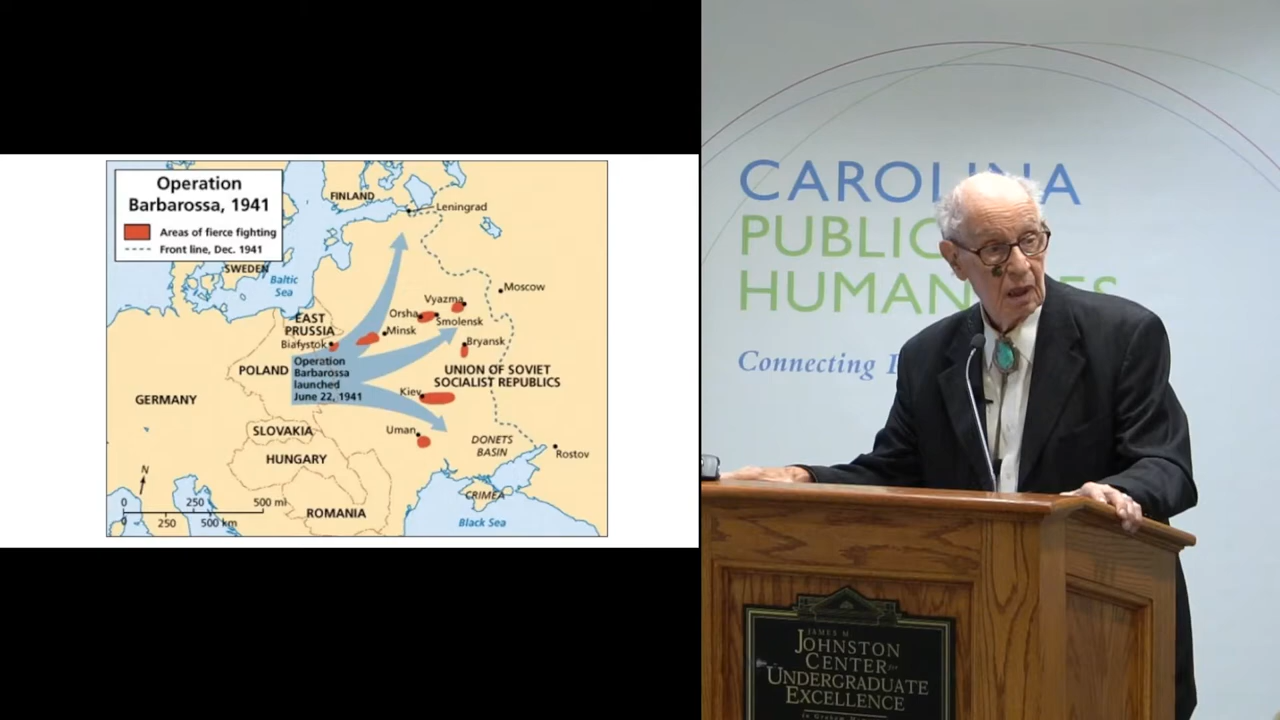 Operation
Barbarossa, 1941
Areas of fierce fighting
Front line, Dec. 1941
FINLAND
Leningrad
SWEDEN
Baltic
Sea
Moscow
Vyazma
Orsha
Smolensk
EAST
PRUSSIA
Minsk
Białystok
Bryansk
POLAND
Operation
Barbarossa
launched
June 22, 1941
UNION OF SOVIET
SOCIALIST REPUBLICS
GERMANY
Kiev
SLOVAKIA
Uman
DONETS
BASIN
Rostov
HUNGARY
N
0 250 500 mi
0 250 500 km
ROMANIA
CRIMEA
Black Sea
CAROLINA
PUBLIC
HUMAN ES
Connecting
JAMES M
JOHNSTON
CENTER for
UNDERGRADUATE
EXCELLENCE